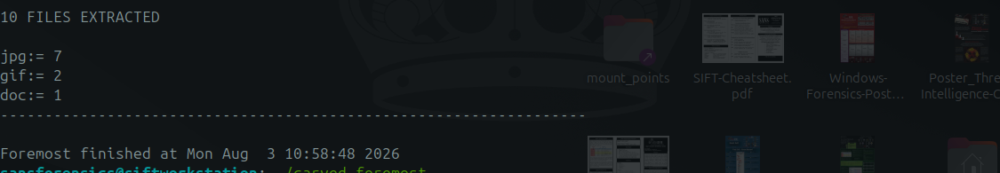 10 FILES EXTRACTED
jpg:= 7
gif:= 2
doc:= 1
------------------------------------------------------------------
Foremost finished at Mon Aug  3 10:58:48 2026
sansforensics@siftworkstation: ~/carved_foremost
mount_points
SIFT-Cheatsheet.
pdf
Windows-
Forensics-Post…
Poster_Thre
Intelligence-C